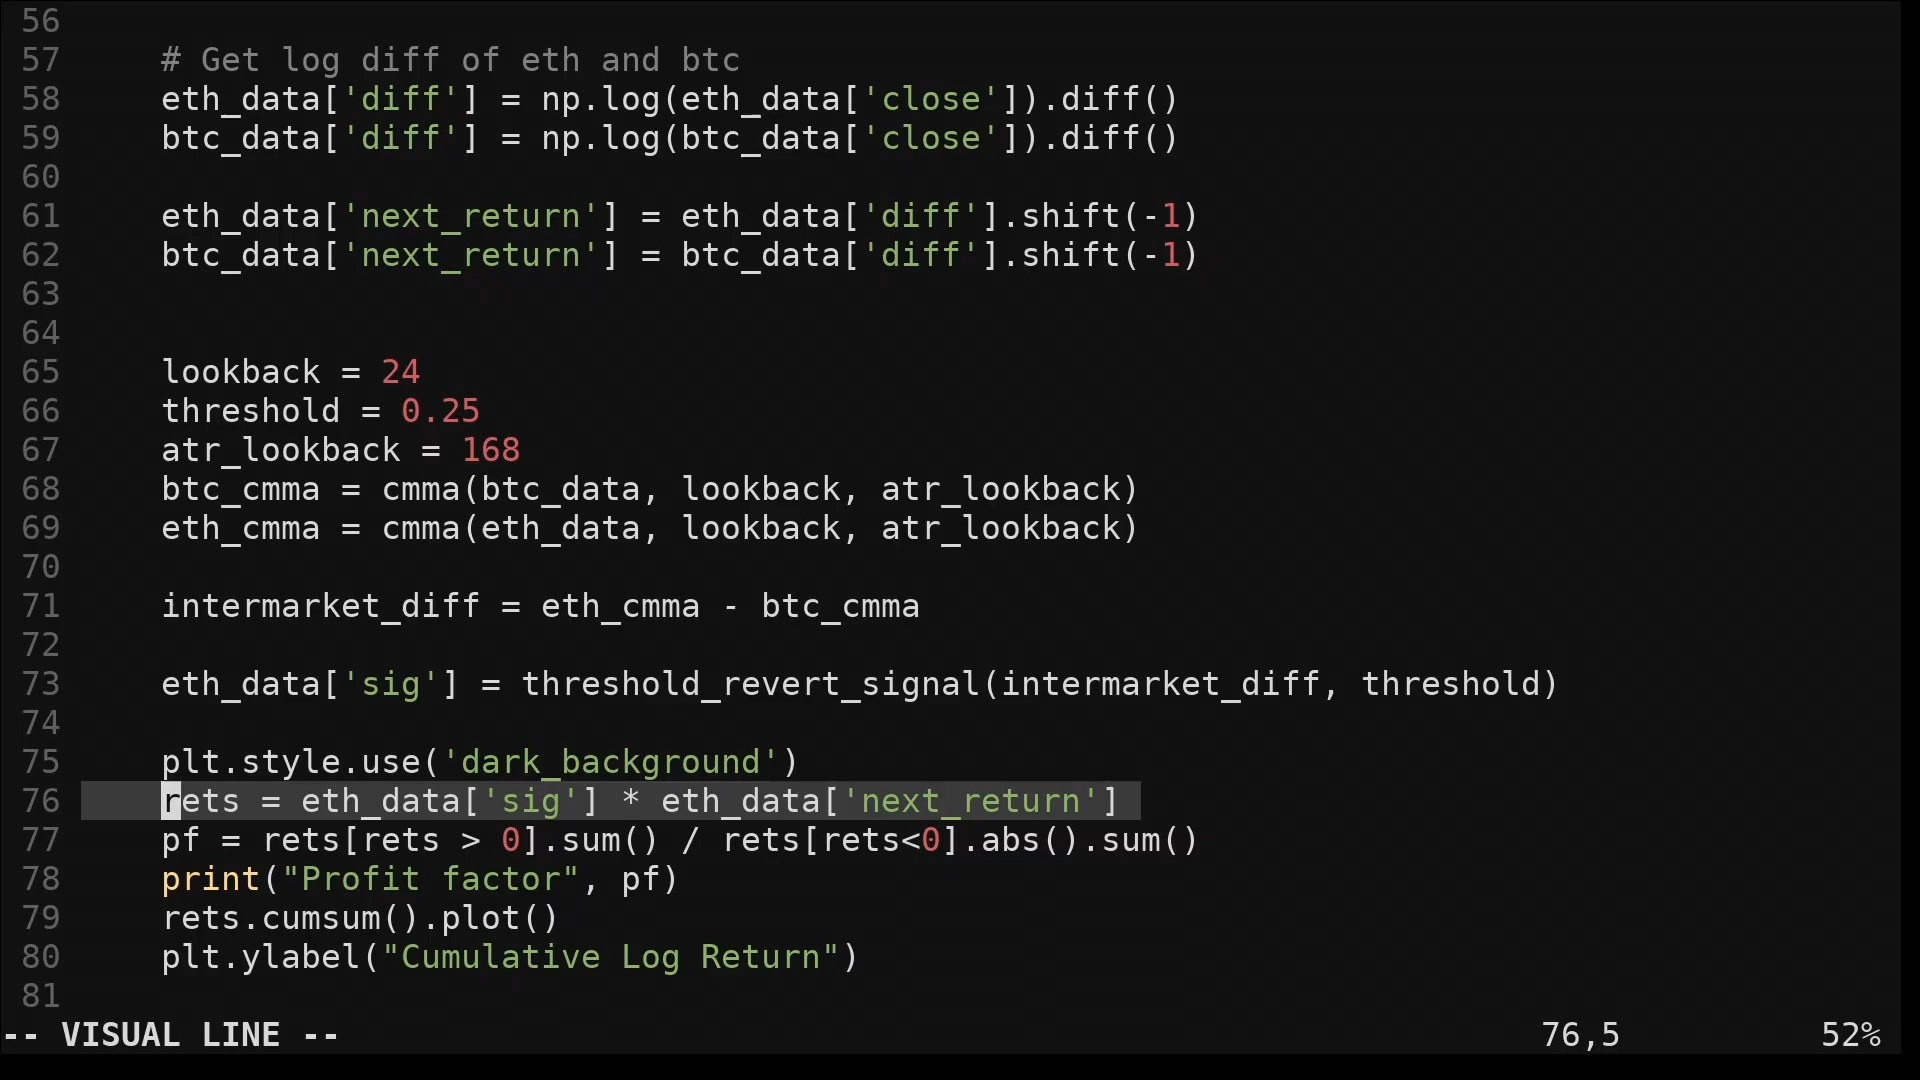 56
57     # Get log diff of eth and btc
58     eth_data['diff'] = np.log(eth_data['close']).diff()
59     btc_data['diff'] = np.log(btc_data['close']).diff()
60
61     eth_data['next_return'] = eth_data['diff'].shift(-1)
62     btc_data['next_return'] = btc_data['diff'].shift(-1)
63
64
65     lookback = 24
66     threshold = 0.25
67     atr_lookback = 168
68     btc_cmma = cmma(btc_data, lookback, atr_lookback)
69     eth_cmma = cmma(eth_data, lookback, atr_lookback)
70
71     intermarket_diff = eth_cmma - btc_cmma
72
73     eth_data['sig'] = threshold_revert_signal(intermarket_diff, threshold)
74
75     plt.style.use('dark_background')
76     rets = eth_data['sig'] * eth_data['next_return']
77     pf = rets[rets > 0].sum() / rets[rets<0].abs().sum()
78     print("Profit factor", pf)
79     rets.cumsum().plot()
80     plt.ylabel("Cumulative Log Return")
81
-- VISUAL LINE -- 76,5 52%